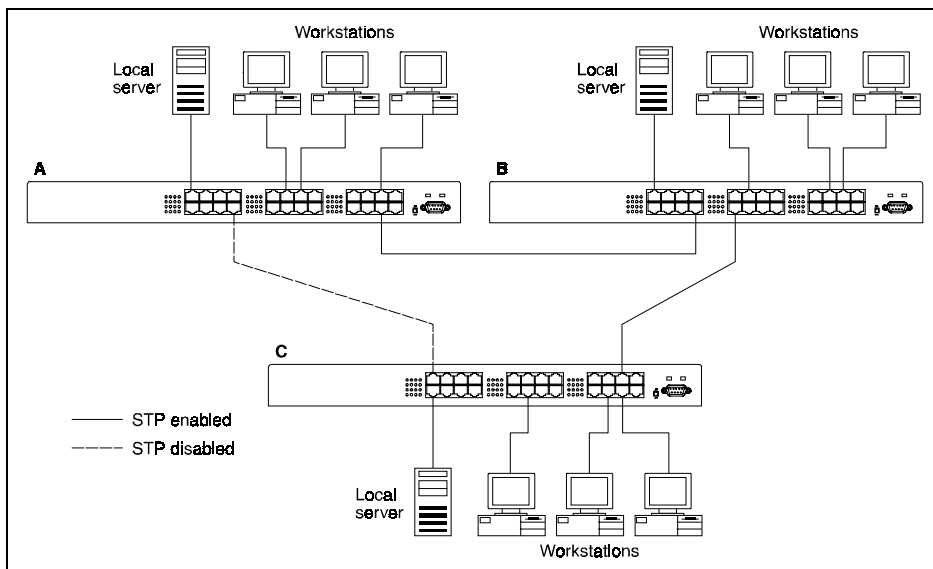 Workstations
Local
server
A
Workstations
Local
server
B
C
STP enabled
STP disabled
Local
server
Workstations